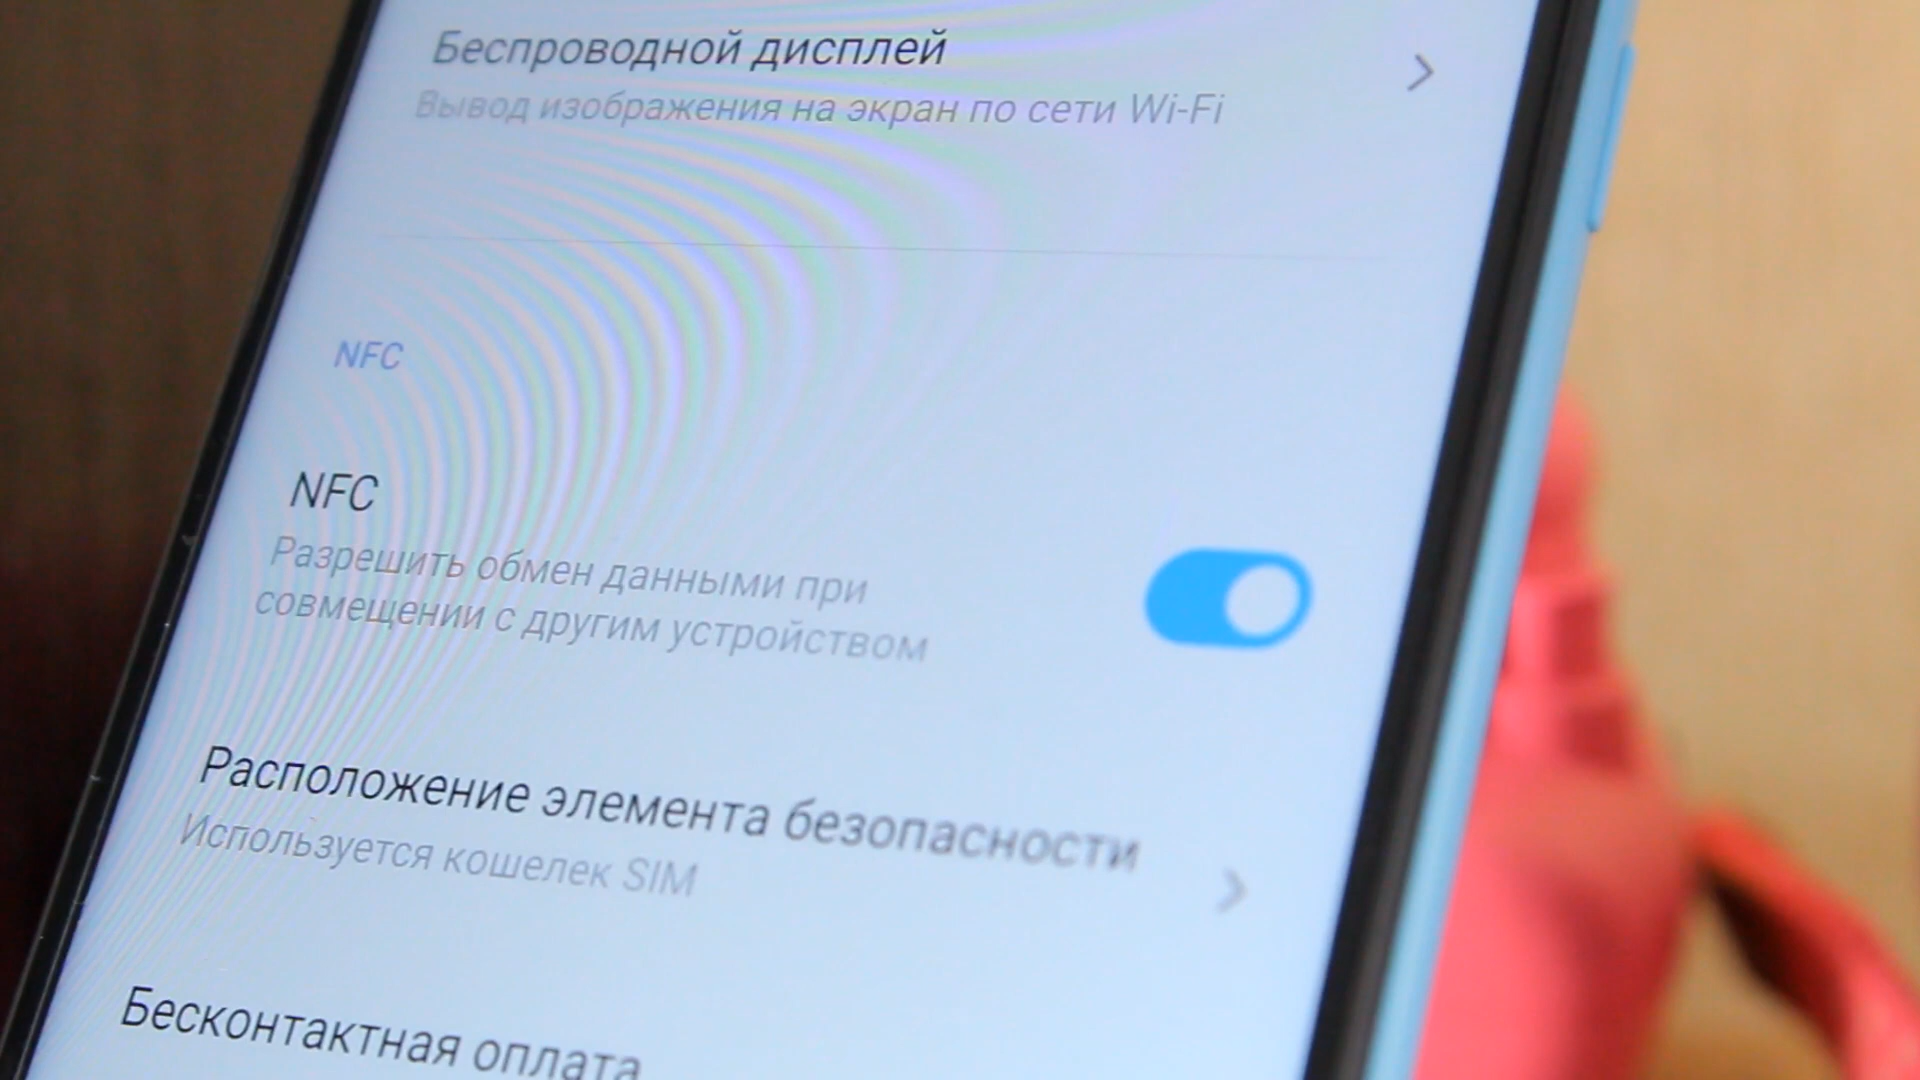 Беспроводной дисплей
Вывод изображения на экран по сети Wi-Fi
NFC
NFC
Разрешить обмен данными при
совмещении с другим устройством
Расположение элемента безопасности
Используется кошелек SIM
Бесконтактная оплата